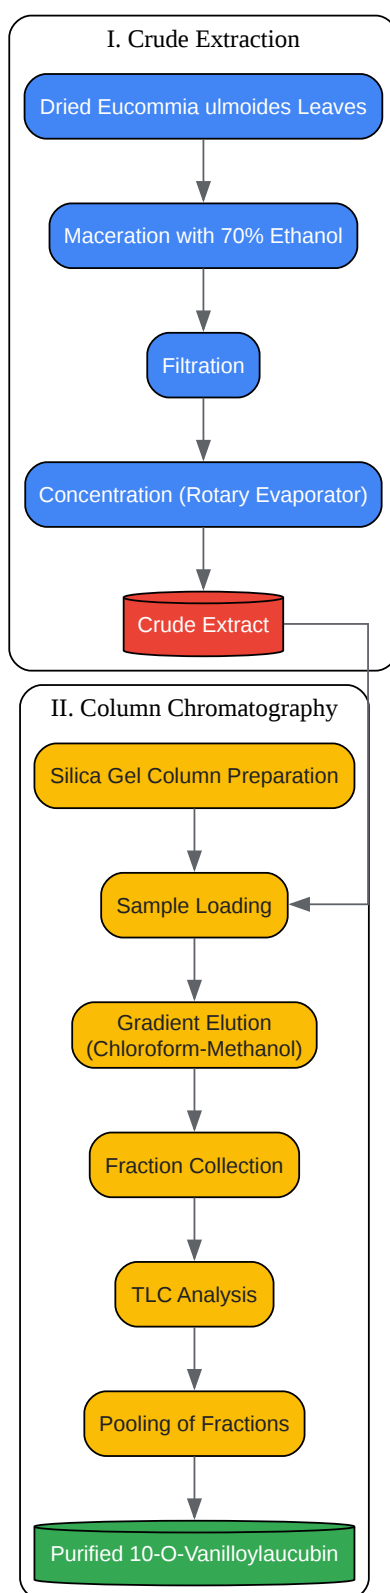 I. Crude Extraction
Dried Eucommia ulmoides Leaves
Maceration with 70% Ethanol
Filtration
Concentration (Rotary Evaporator)
Crude Extract
II. Column Chromatography
Silica Gel Column Preparation
Sample Loading
Gradient Elution
(Chloroform-Methanol)
Fraction Collection
TLC Analysis
Pooling of Fractions
Purified 10-O-Vanilloylaucubin